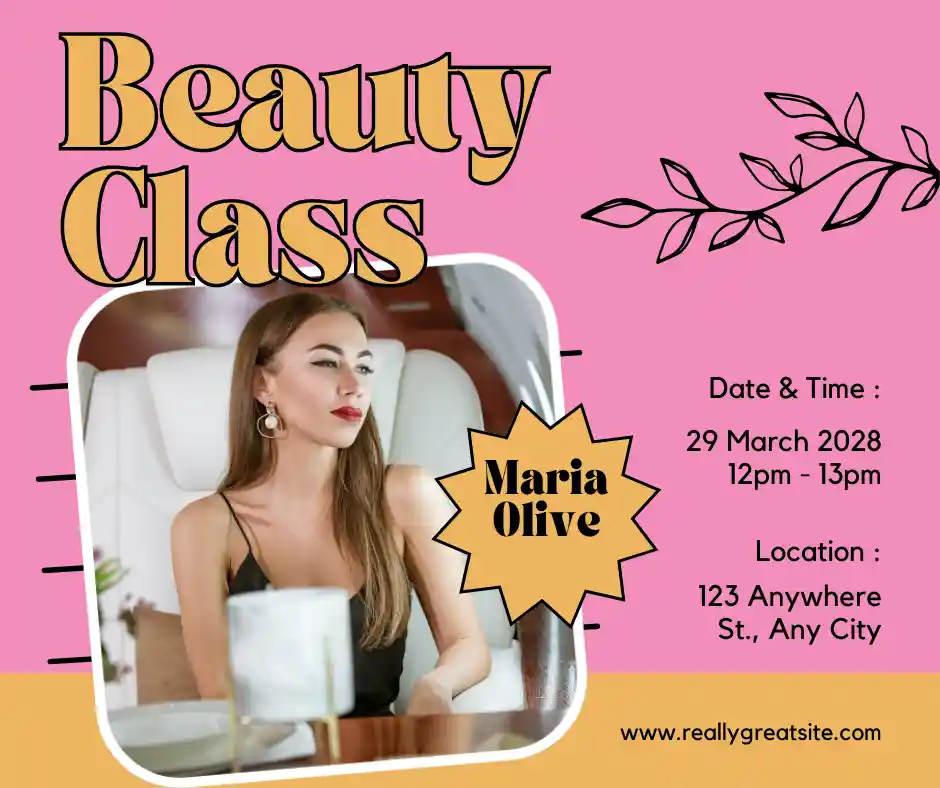 Beauty
Class
Maria
Olive
Date & Time :
29 March 2028
12pm - 13pm
Location :
123 Anywhere
St., Any City
www.reallygreatsite.com